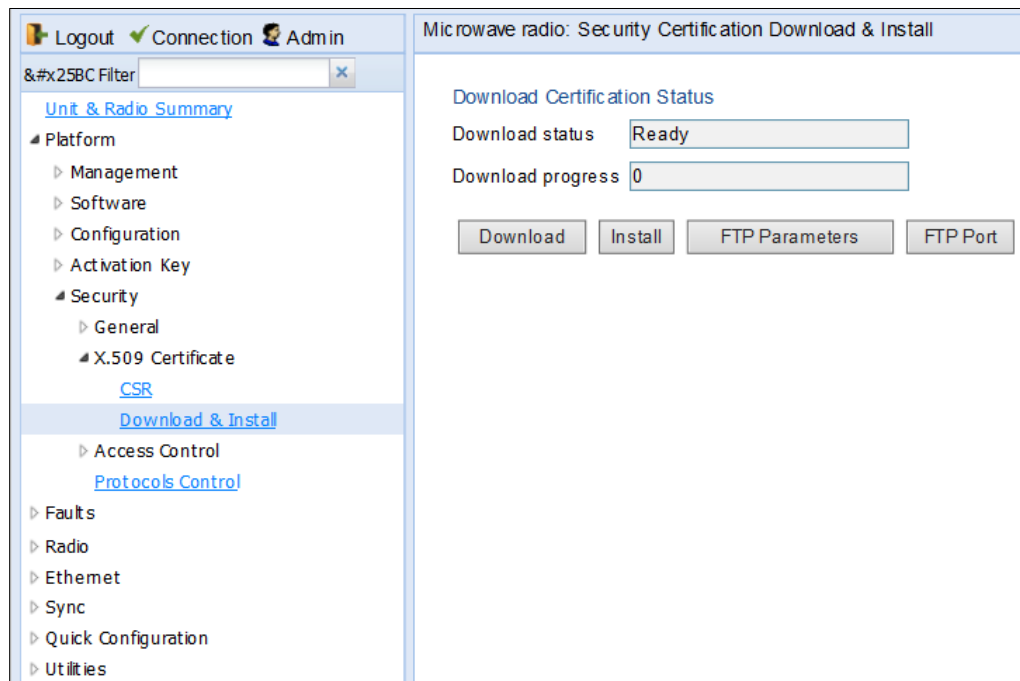 Logout Connection Admin
&#x25BC Filter
Unit & Radio Summary
Platform
Management
Software
Configuration
Activation Key
Security
General
X.509 Certificate
CSR
Download & Install
Access Control
Protocols Control
Faults
Radio
Ethernet
Sync
Quick Configuration
Utilities
Microwave radio: Security Certification Download & Install
Download Certification Status
Download status Ready
Download progress 0
Download Install FTP Parameters FTP Port